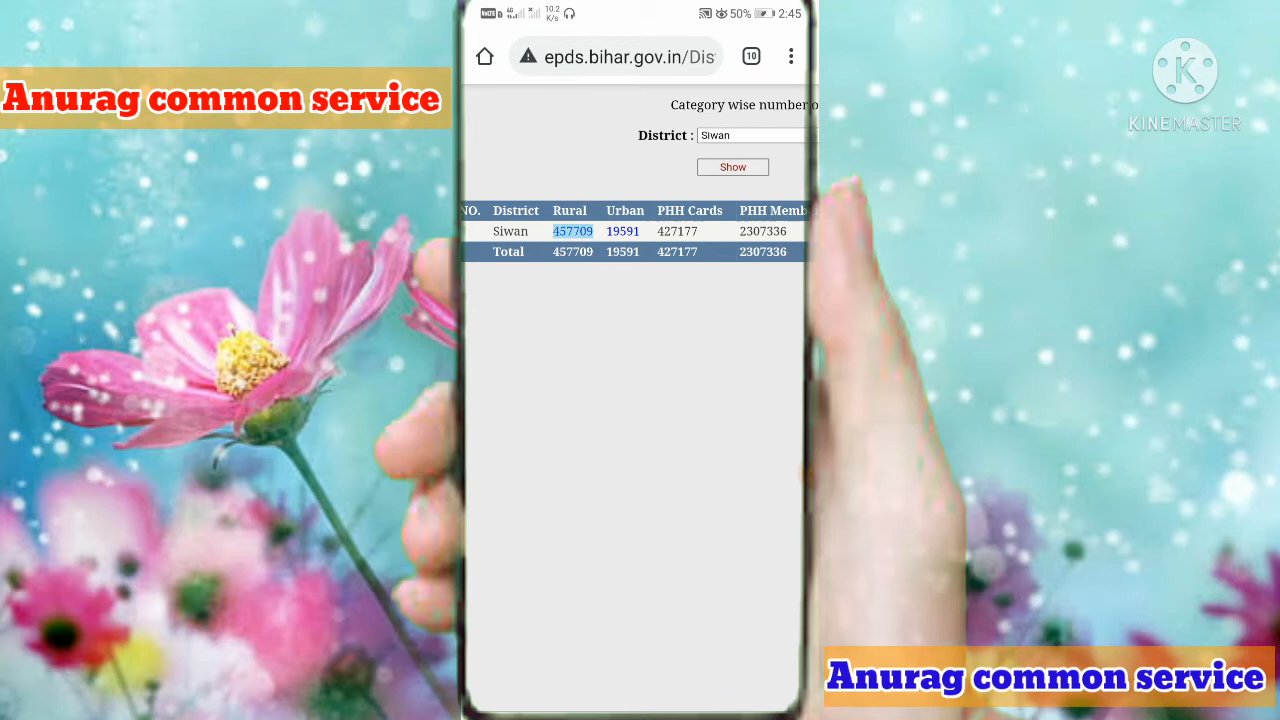 10.2
K/s
50%
2:45
epds.bihar.gov.in/Dis
10
Anurag common service
KINEMASTER
Category wise number o
District : Siwan
Show
NO. District Rural Urban PHH Cards PHH Memb
Siwan 457709 19591 427177 2307336
Total 457709 19591 427177 2307336
Anurag common service